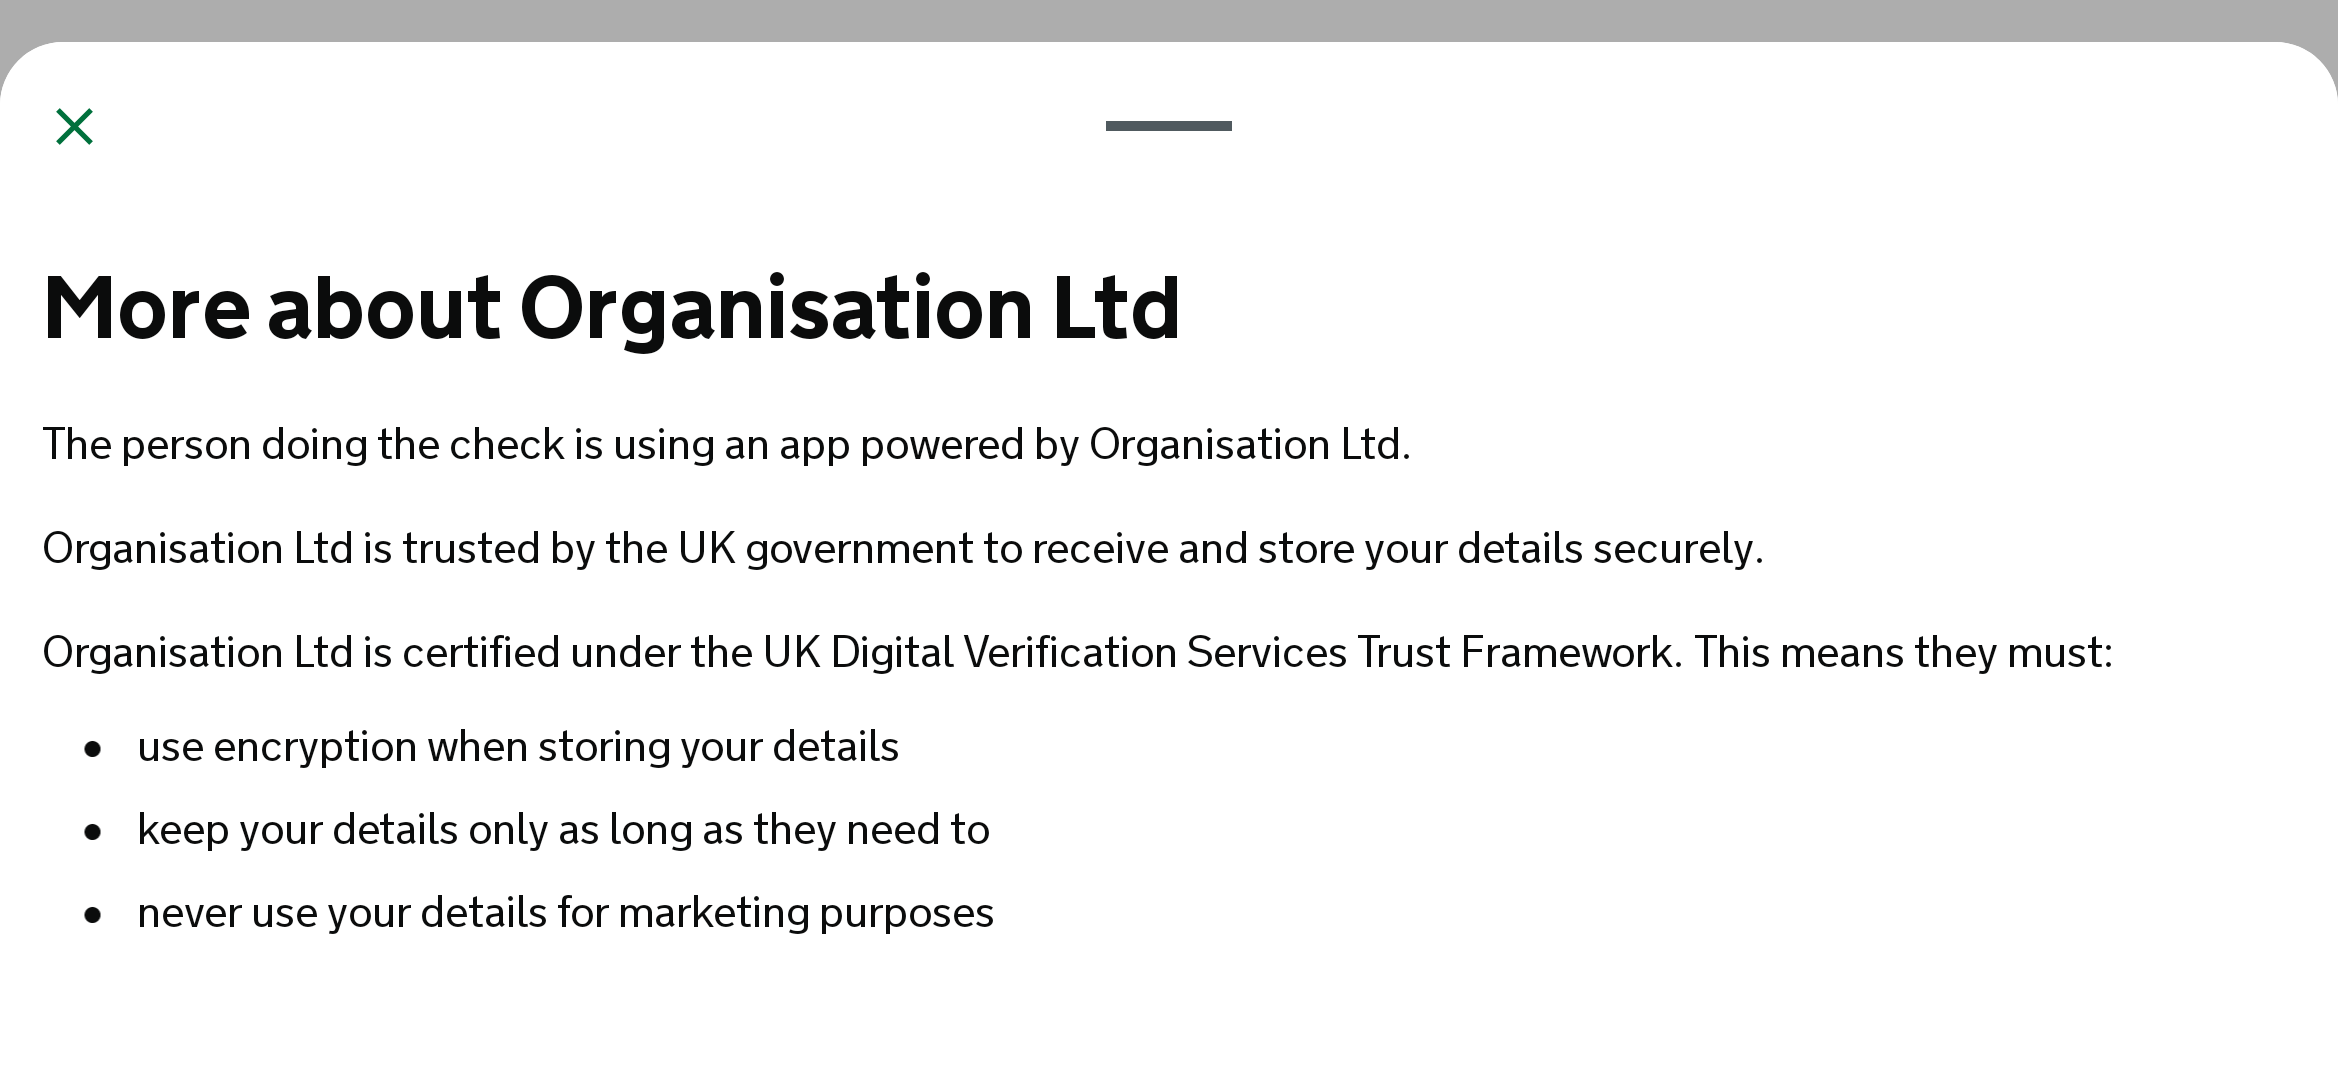 More about Organisation Ltd
The person doing the check is using an app powered by Organisation Ltd.
Organisation Ltd is trusted by the UK government to receive and store your details securely.
Organisation Ltd is certified under the UK Digital Verification Services Trust Framework. This means they must:
• use encryption when storing your details
• keep your details only as long as they need to
• never use your details for marketing purposes